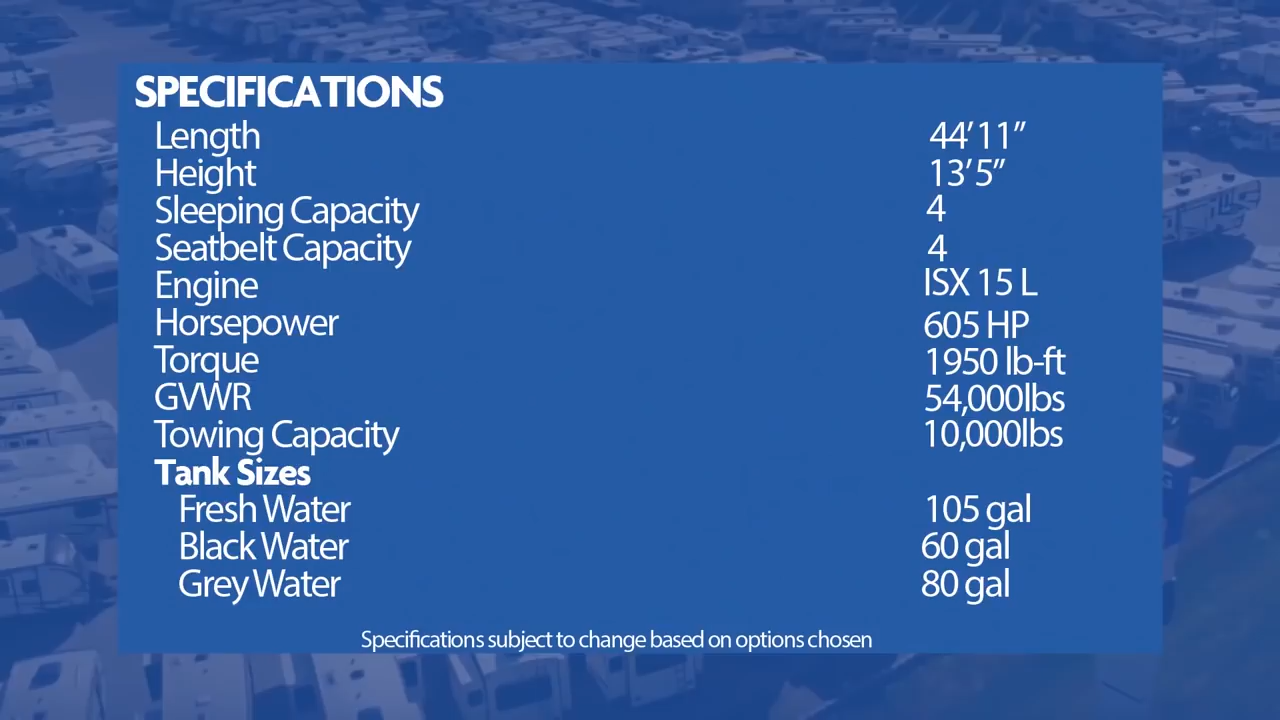 SPECIFICATIONS
Length 44’11”
Height 13’5”
Sleeping Capacity 4
Seatbelt Capacity 4
Engine ISX 15 L
Horsepower 605 HP
Torque 1950 lb-ft
GVWR 54,000lbs
Towing Capacity 10,000lbs
Tank Sizes
Fresh Water 105 gal
Black Water 60 gal
Grey Water 80 gal
Specifications subject to change based on options chosen